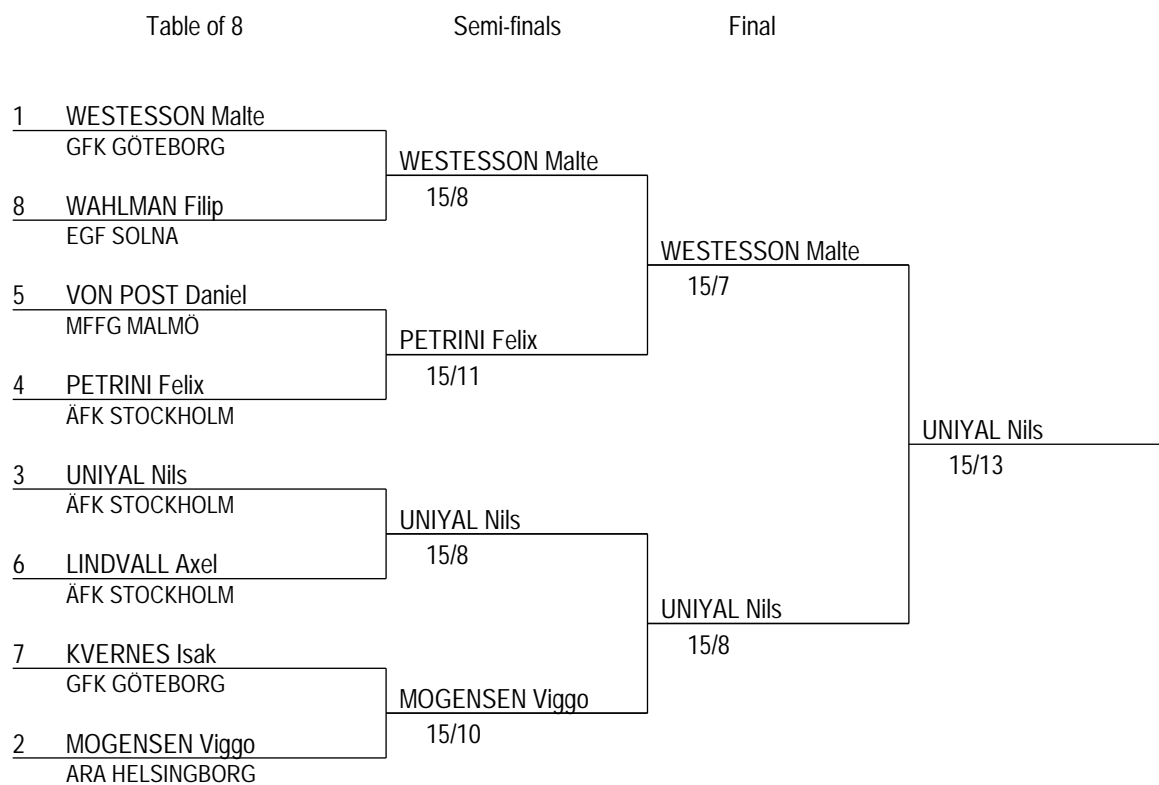 Table of 8 Semi-finals Final
1 WESTESSON Malte
GFK GÖTEBORG
WESTESSON Malte
15/8
8 WAHLMAN Filip
EGF SOLNA
WESTESSON Malte
15/7
5 VON POST Daniel
MFFG MALMÖ
PETRINI Felix
15/11
4 PETRINI Felix
ÄFK STOCKHOLM
UNIYAL Nils
15/13
3 UNIYAL Nils
ÄFK STOCKHOLM
UNIYAL Nils
15/8
6 LINDVALL Axel
ÄFK STOCKHOLM
UNIYAL Nils
15/8
7 KVERNES Isak
GFK GÖTEBORG
MOGENSEN Viggo
15/10
2 MOGENSEN Viggo
ARA HELSINGBORG